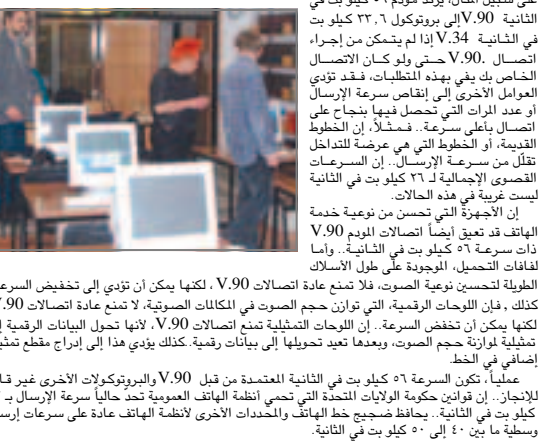 على سبيل المثال، يرتد مودم ٥٦ كيلو بت في
الثانية V.90 إلى بروتوكول ٣٣,٦ كيلو بت
في الثانية V.34 إذا لم يتمكن من إجراء
اتصال V.90. حتى ولو كان الاتصال
الخاص بك يفي بهذه المتطلبات، فقد تؤدي
العوامل الأخرى إلى إنقاص سرعة الإرسال
أو عدد المرات التي تحصل فيها بنجاح على
اتصال بأعلى سرعة.. فمثلاً، إن الخطوط
القديمة، أو الخطوط التي هي عرضة للتداخل
تقلّل من سرعة الإرسال.. إن السرعات
القصوى الإجمالية لـ ٢٦ كيلو بت في الثانية
ليست غريبة في هذه الحالات.
إن الأجهزة التي تحسن من نوعية خدمة
الهاتف قد تعيق أيضاً اتصالات المودم V.90
ذات سرعة ٥٦ كيلو بت في الثانية.. وأما
لفافات التحميل، الموجودة على طول الأسلاك
الطويلة لتحسين نوعية الصوت، فلا تمنع عادة اتصالات V.90 ، لكنها يمكن أن تؤدي إلى تخفيض
كذلك , فإن اللوحات الرقمية، التي توازن حجم الصوت في المكالمات الصوتية، لا تمنع عادة اتصالات
لكنها يمكن أن تخفض السرعة.. إن اللوحات التمثيلية تمنع اتصالات V.90، لأنها تحول البيانات الرقمية
تمثيلية لموازنة حجم الصوت، وبعدها تعيد تحويلها إلى بيانات رقمية.كذلك يؤدي هذا إلى إدراج مقطع
إضافي في الخط.
عملياً، تكون السرعة ٥٦ كيلو بت في الثانية المعتمدة من قبل V.90 والبروتوكولات الأخرى غير
للإنجاز.. إن قوانين حكومة الولايات المتحدة التي تحمي أنظمة الهاتف العمومية تحد حالياً سرعة الإرسال بـ
كيلو بت في الثانية.. يحافظ ضجيج خط الهاتف والمحددات الأخرى لأنظمة الهاتف عادة على سرعات
وسطية ما بين ٤٠ إلى ٥٠ كيلو بت في الثانية.